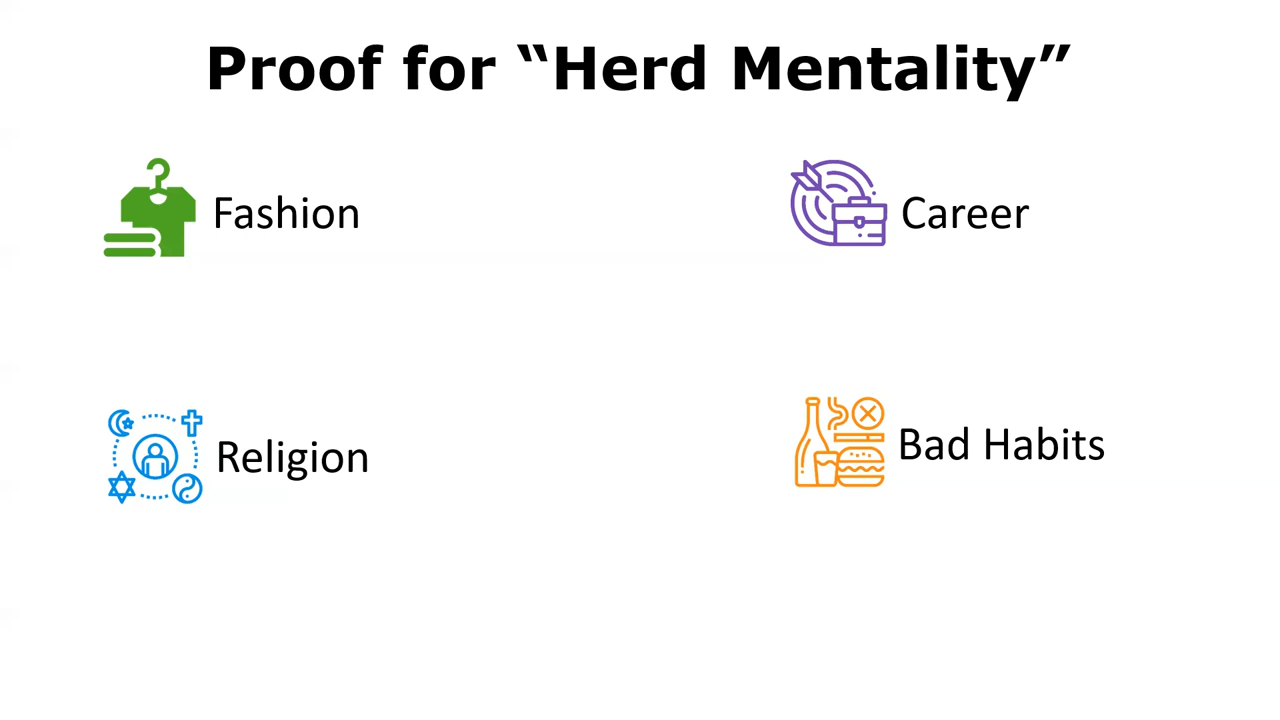 Proof for “Herd Mentality”
Fashion
Career
Religion
Bad Habits